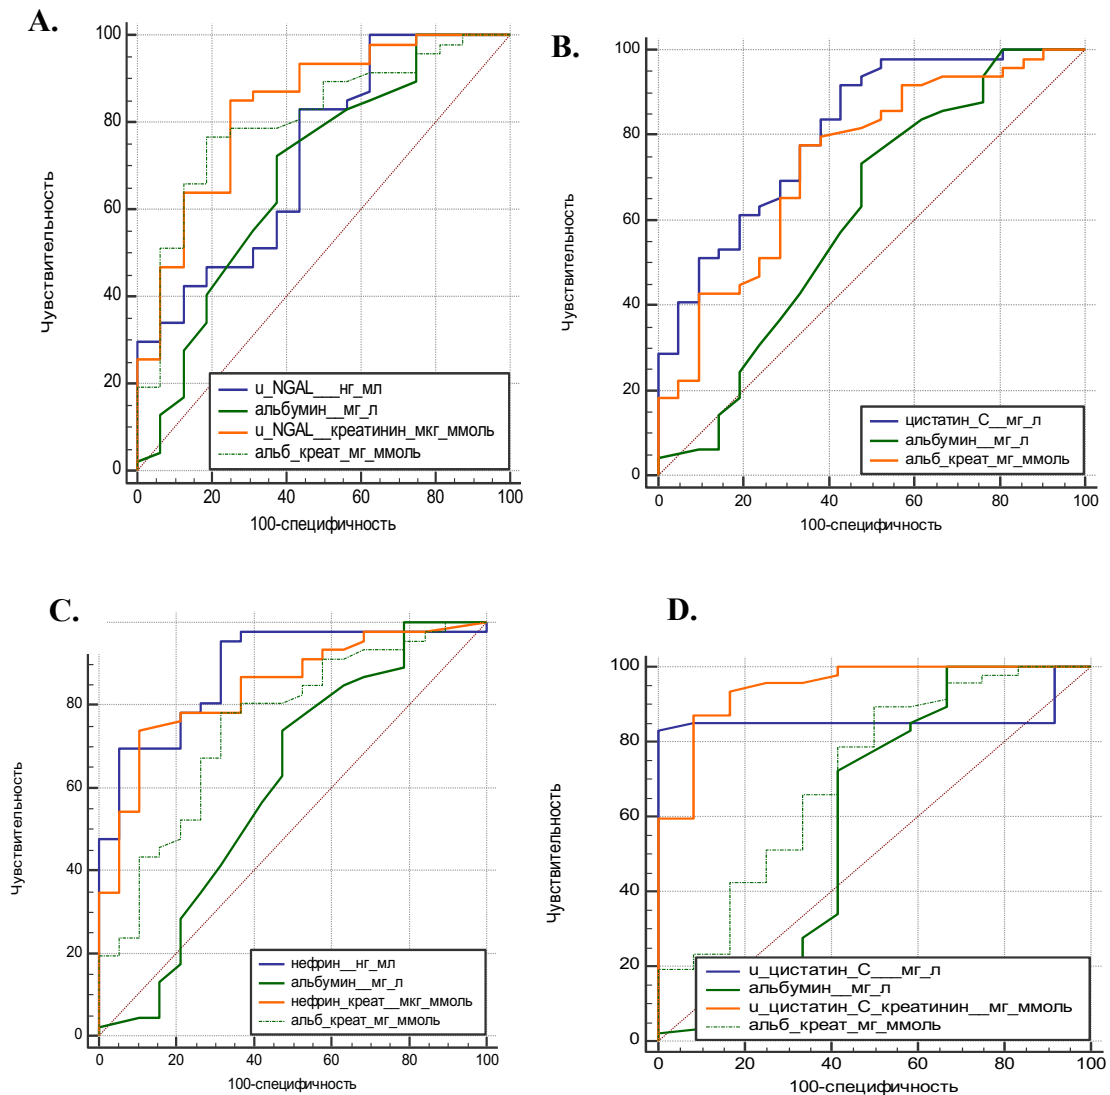 A.
100
80
60
40
20
0
Чувствительность
u_NGAL___нг_мл
альбумин__мг_л
u_NGAL__креатинин_мкг_ммоль
альб_креат_мг_ммоль
0 20 40 60 80 100
100-специфичность
B.
100
80
60
40
20
0
Чувствительность
цистатин_С__мг_л
альбумин__мг_л
альб_креат_мг_ммоль
0 20 40 60 80 100
100-специфичность
C.
80
60
40
20
0
Чувствительность
нефрин__нг_мл
альбумин__мг_л
нефрин_креат__мкг_ммоль
альб_креат_мг_ммоль
0 20 40 60 80 100
100-специфичность
D.
100
80
60
40
20
0
Чувствительность
u_цистатин_С___мг_л
альбумин__мг_л
u_цистатин_С_креатинин__мг_ммоль
альб_креат_мг_ммоль
0 20 40 60 80 100
100-специфичность